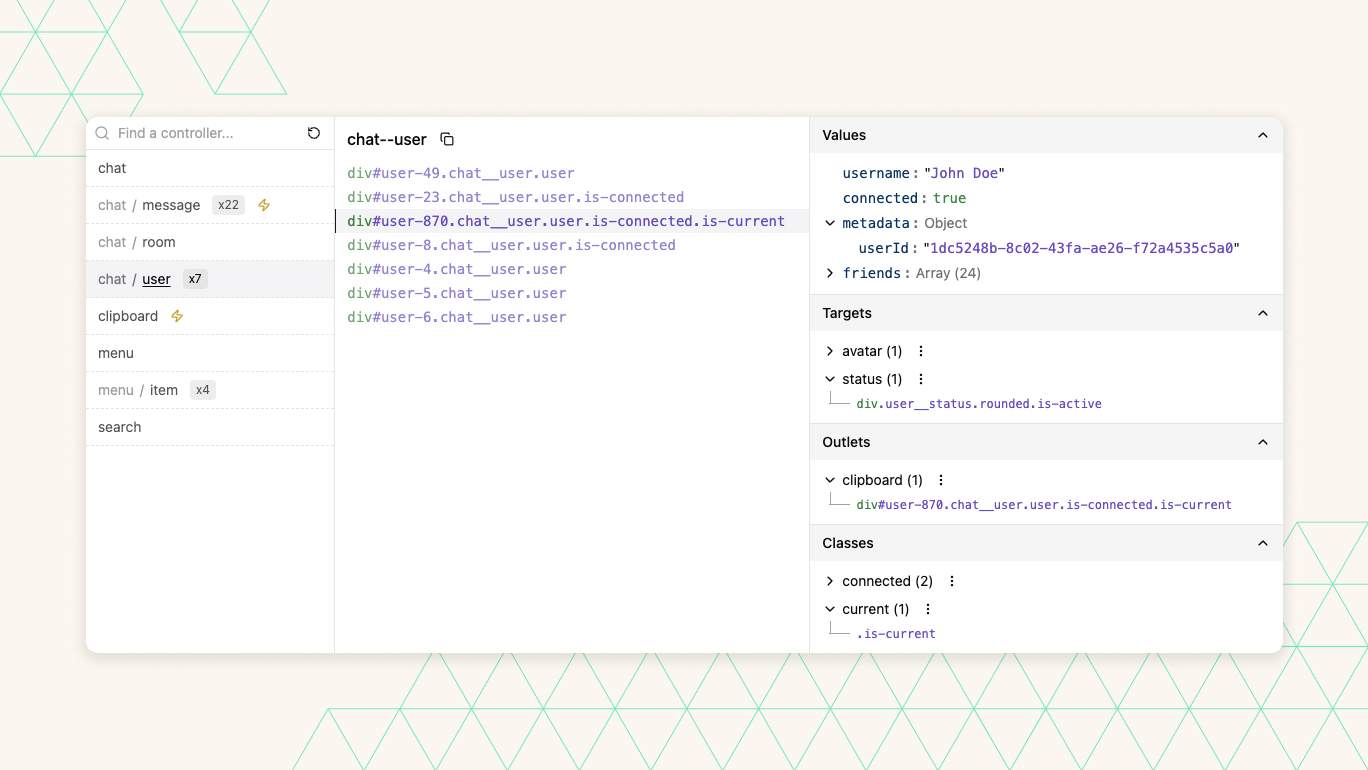 Find a controller...
chat
chat / message x22
chat / room
chat / user x7
clipboard
menu
menu / item x4
search
chat--user
div#user-49.chat__user.user
div#user-23.chat__user.user.is-connected
div#user-870.chat__user.user.is-connected.is-current
div#user-8.chat__user.user.is-connected
div#user-4.chat__user.user
div#user-5.chat__user.user
div#user-6.chat__user.user
Values
username: "John Doe"
connected: true
metadata: Object
userId: "1dc5248b-8c02-43fa-ae26-f72a4535c5a0"
friends: Array (24)
Targets
avatar (1)
status (1)
div.user__status.rounded.is-active
Outlets
clipboard (1)
div#user-870.chat__user.user.is-connected.is-current
Classes
connected (2)
current (1)
.is-current